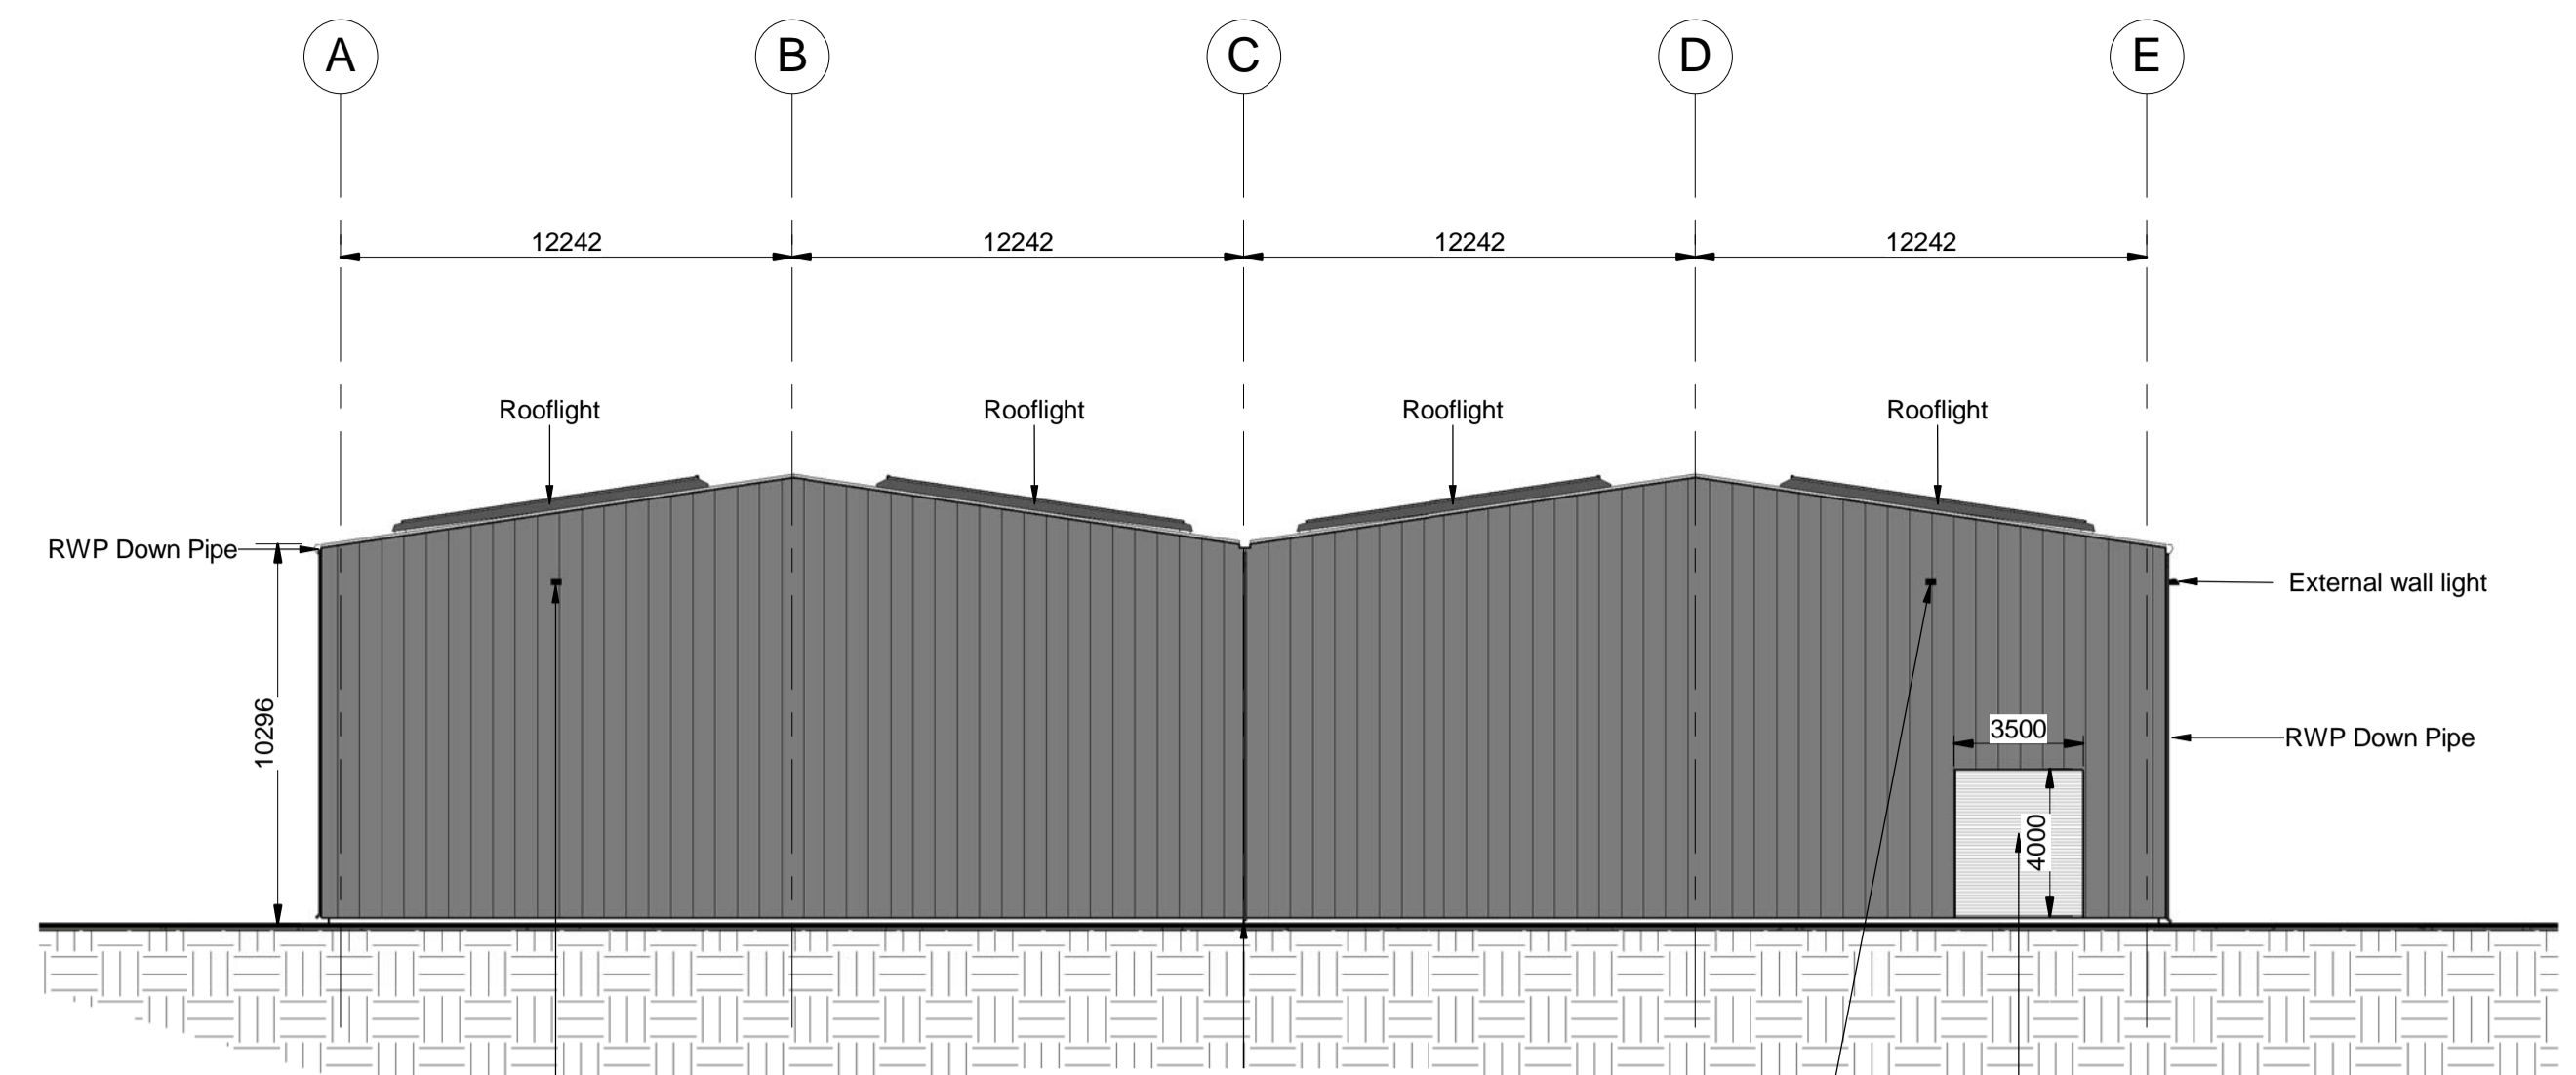 A B C D E
12242 12242 12242 12242
Rooflight Rooflight Rooflight Rooflight
RWP Down Pipe
External wall light
10296
3500
RWP Down Pipe
4000